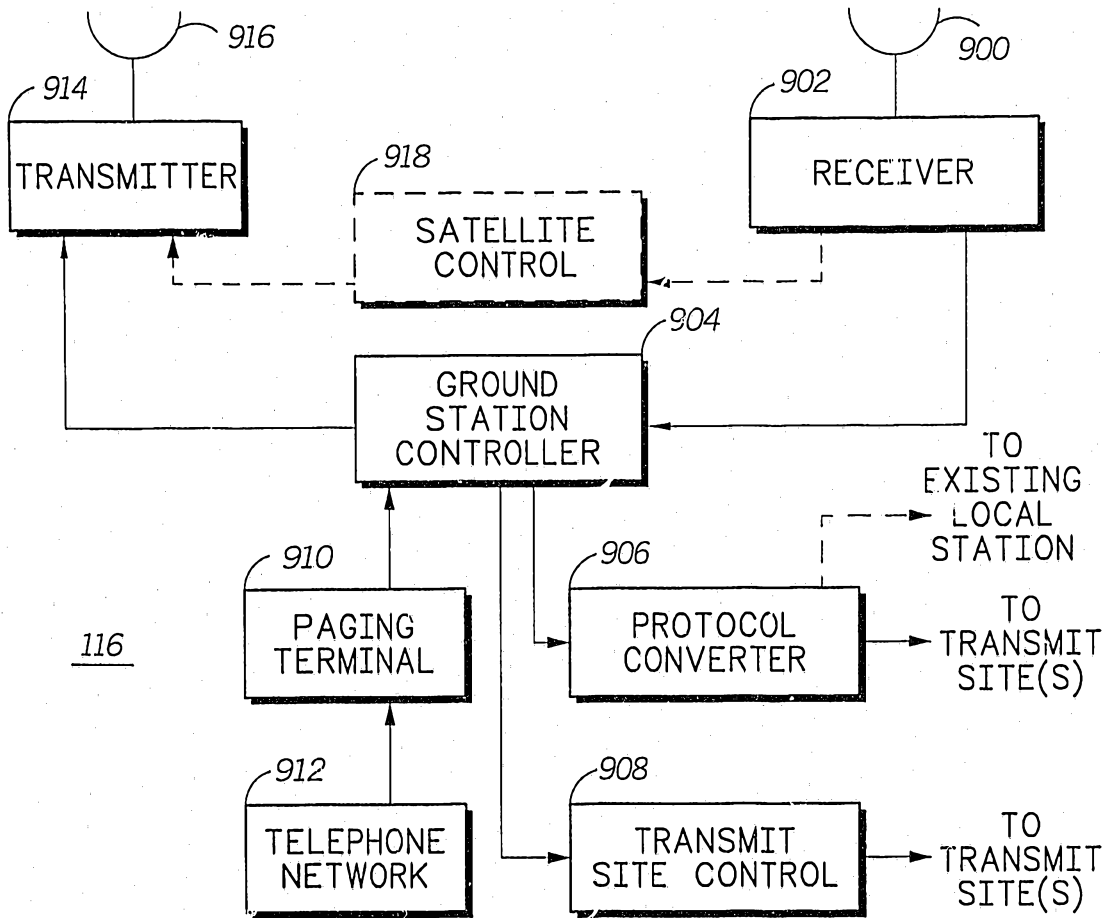 916
900
914
902
TRANSMITTER
918
RECEIVER
SATELLITE
CONTROL
904
GROUND
STATION
CONTROLLER
TO
EXISTING
LOCAL
STATION
910
906
PAGING
TERMINAL
PROTOCOL
CONVERTER
TO
TRANSMIT
SITE(S)
116
912
908
TELEPHONE
NETWORK
TRANSMIT
SITE CONTROL
TO
TRANSMIT
SITE(S)